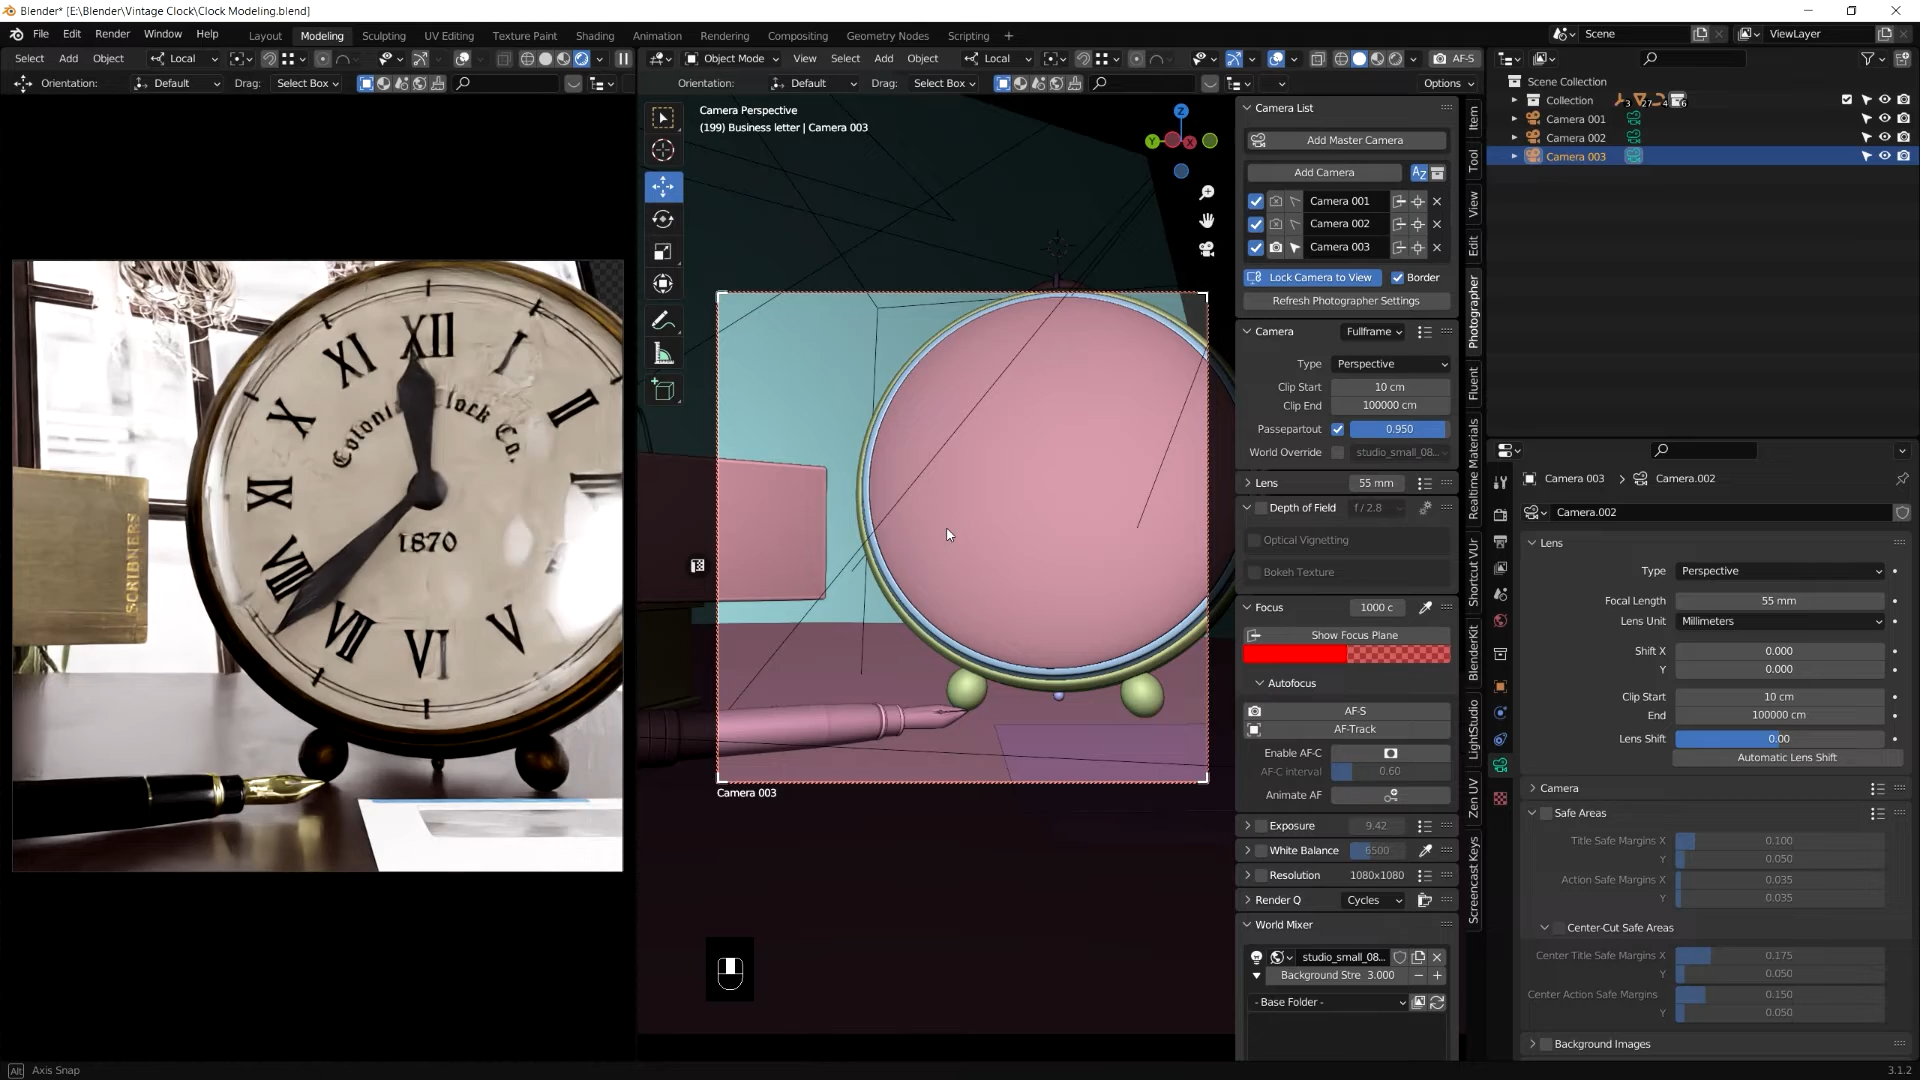 Blender* [E:\Blender\Vintage Clock\Clock Modeling.blend]
File Edit Render Window Help
Layout Modeling Sculpting UV Editing Texture Paint Shading Animation Rendering Compositing Geometry Nodes Scripting
Scene ViewLayer
Select Add Object Local
Object Mode View Select Add Object Local AF-S
Orientation: Default Drag: Select Box
Orientation: Default Drag: Select Box Options
Camera Perspective
(199) Business letter | Camera 003
Z
Y
X
Camera 003
XII
I
II
V
VI
VII
VIII
IX
X
XI
Colonial Clock Co.
1870
SCRIBNERS
Item
Tool
View
Edit
Photographer
Fluent
Realtime Materials
Shortcut VUr
BlenderKit
LightStudio
Zen UV
Screencast Keys
Camera List
Add Master Camera
Add Camera
AZ
Camera 001
Camera 002
Camera 003
Lock Camera to View Border
Refresh Photographer Settings
Camera Fullframe
Type Perspective
Clip Start 10 cm
Clip End 100000 cm
Passepartout 0.950
World Override studio_small_08...
Lens 55 mm
Depth of Field f / 2.8
Optical Vignetting
Bokeh Texture
Focus 1000 c
Show Focus Plane
Autofocus
AF-S
AF-Track
Enable AF-C
AF-C interval 0.60
Animate AF
Exposure 9.42
White Balance 6500
Resolution 1080x1080
Render Q Cycles
World Mixer
studio_small_08...
Background Stre 3.000
- Base Folder -
Scene Collection
Collection 3 27 4 6
Camera 001
Camera 002
Camera 003
Camera 003 Camera.002
Camera.002
Lens
Type Perspective
Focal Length 55 mm
Lens Unit Millimeters
Shift X 0.000
Y 0.000
Clip Start 10 cm
End 100000 cm
Lens Shift 0.00
Automatic Lens Shift
Camera
Safe Areas
Title Safe Margins X 0.100
Y 0.050
Action Safe Margins X 0.035
Y 0.035
Center-Cut Safe Areas
Center Title Safe Margins X 0.175
Y 0.050
Center Action Safe Margins 0.150
Y 0.050
Background Images
Alt Axis Snap
3.1.2